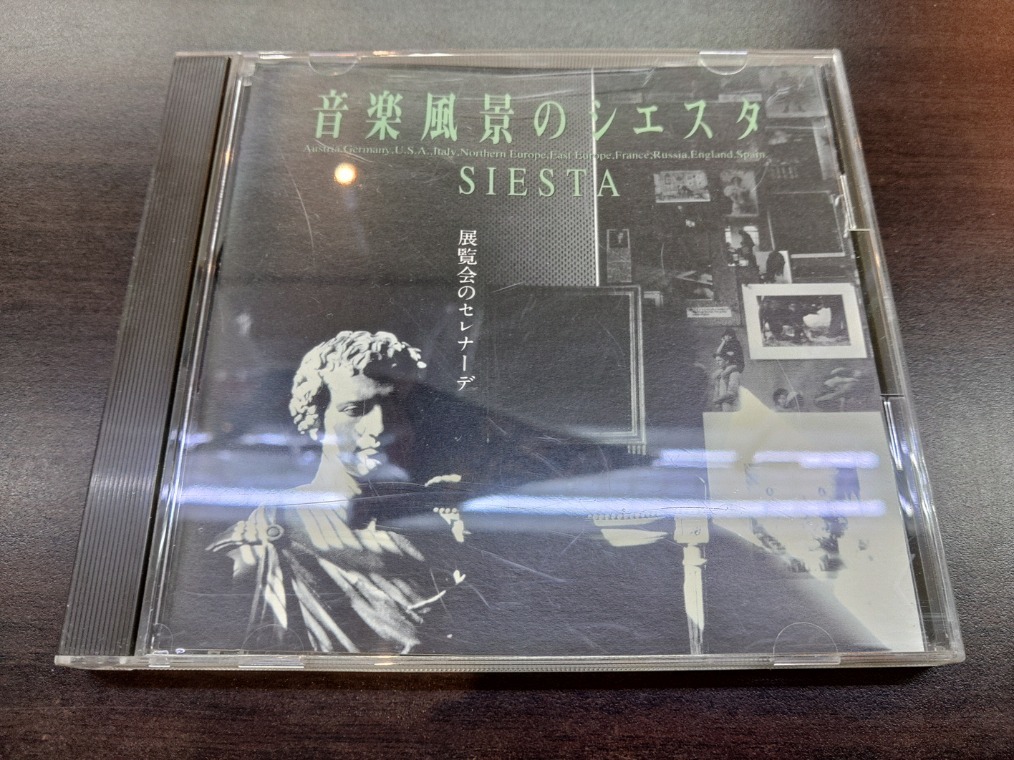 音楽風景のシエスタ
Austria,Germany,U.S.A.,Italy,Northern Europe,East Europe,France,Russia,England,Spain
SIESTA
展覧会のセレナーデ